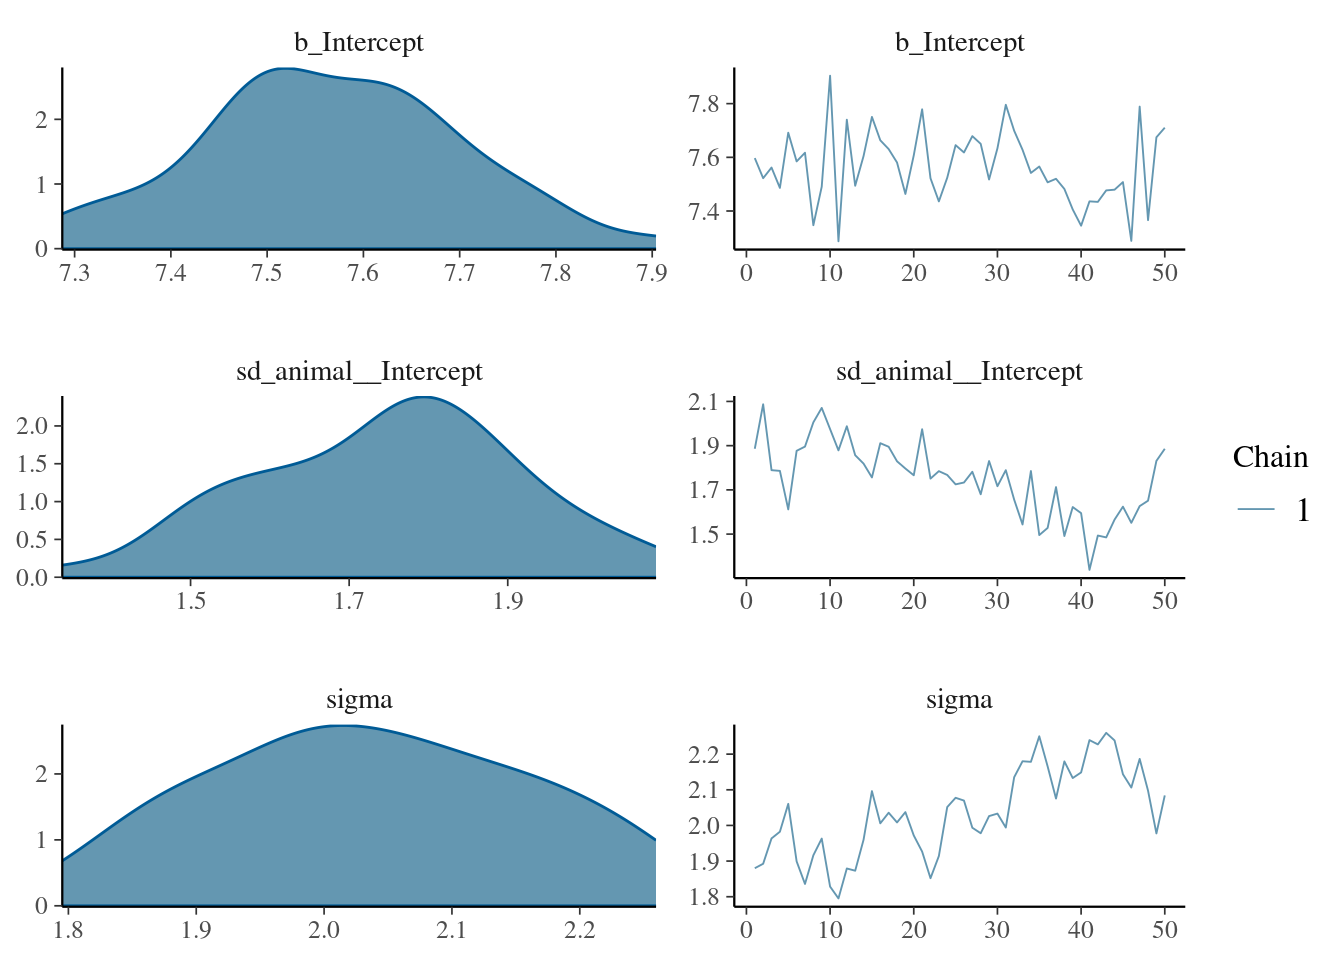 b_Intercept
b_Intercept
2
1
0
7.3 7.4 7.5 7.6 7.7 7.8 7.9
7.8
7.6
7.4
0 10 20 30 40 50
sd_animal__Intercept
sd_animal__Intercept
2.0
1.5
1.0
0.5
0.0
1.5 1.7 1.9
2.1
1.9
1.7
1.5
0 10 20 30 40 50
Chain
1
sigma
sigma
2
1
0
1.8 1.9 2.0 2.1 2.2
2.2
2.1
2.0
1.9
1.8
0 10 20 30 40 50